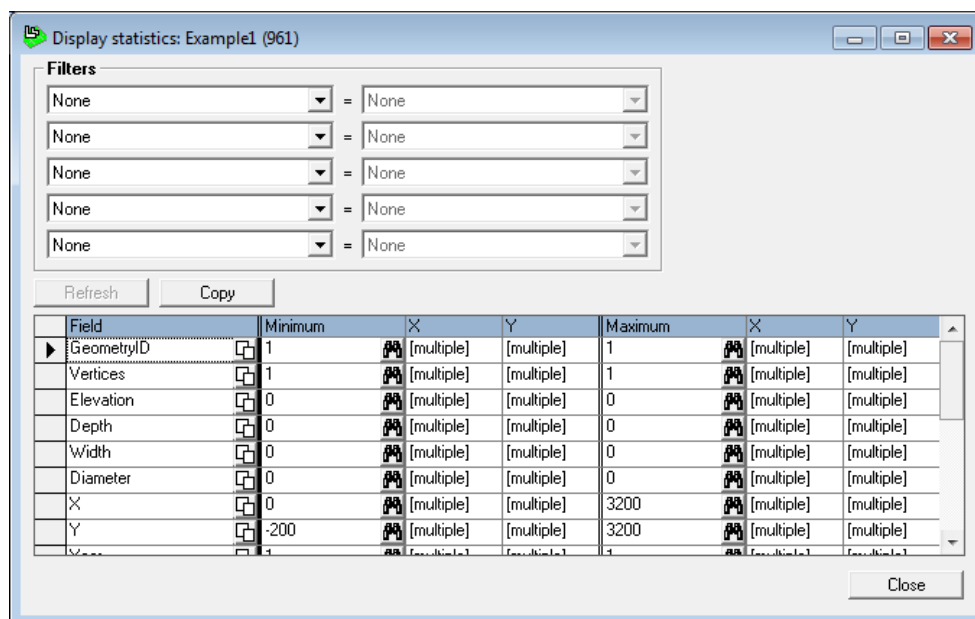 Display statistics: Example1 (961)
Filters
None = None
None = None
None = None
None = None
None = None
Refresh Copy
Field Minimum X Y Maximum X Y
GeometryID 1 [multiple] [multiple] 1 [multiple] [multiple]
Vertices 1 [multiple] [multiple] 1 [multiple] [multiple]
Elevation 0 [multiple] [multiple] 0 [multiple] [multiple]
Depth 0 [multiple] [multiple] 0 [multiple] [multiple]
Width 0 [multiple] [multiple] 0 [multiple] [multiple]
Diameter 0 [multiple] [multiple] 0 [multiple] [multiple]
X 0 [multiple] [multiple] 3200 [multiple] [multiple]
Y -200 [multiple] [multiple] 3200 [multiple] [multiple]
Close